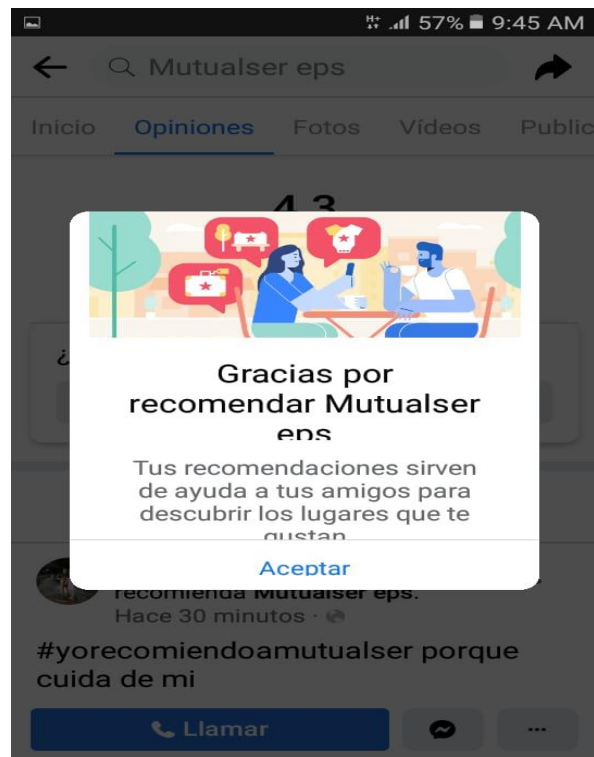 H+ 57% 9:45 AM
Mutualser eps
Inicio Opiniones Fotos Vídeos Public
4,3
¿
Gracias por
recomendar Mutualser
eps
Tus recomendaciones sirven
de ayuda a tus amigos para
descubrir los lugares que te
gustan
Aceptar
recomienda Mutualser eps.
Hace 30 minutos ·
#yorecomiendoamutualser porque
cuida de mi
Llamar